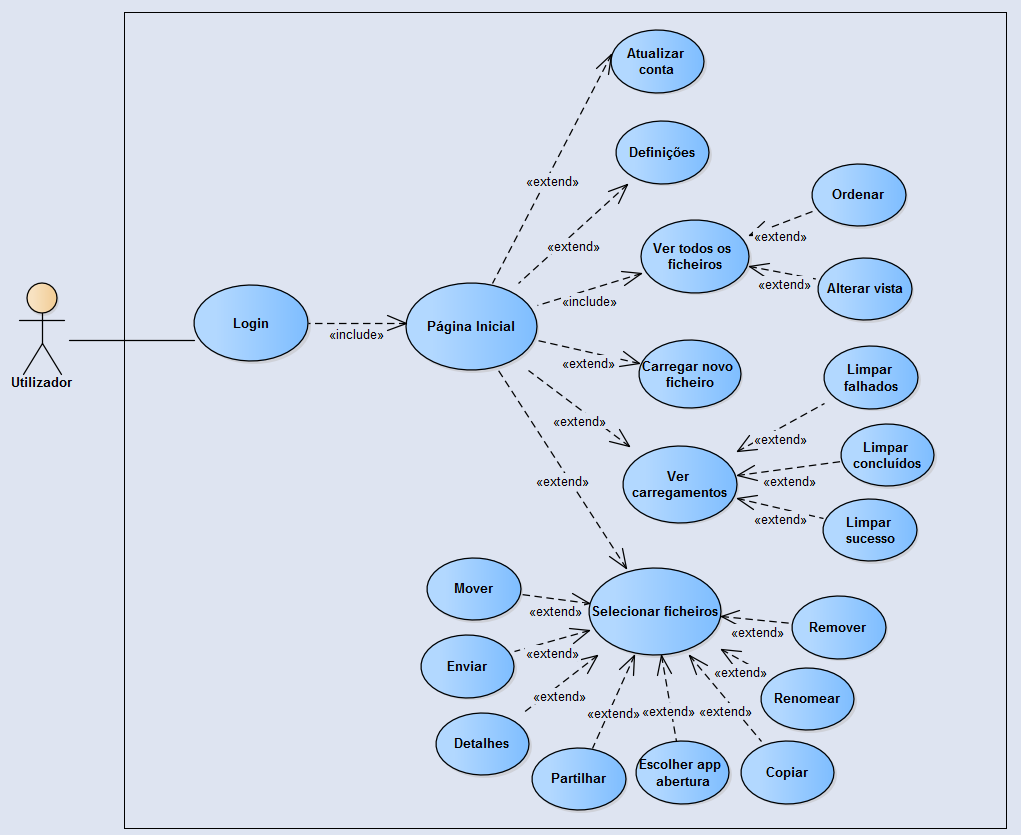 Atualizar
conta
«extend»
Definições
«extend»
Ordenar
«extend»
Ver todos os
ficheiros
«extend»
Alterar vista
«include»
Utilizador
Login
«include»
Página Inicial
«extend»
Carregar novo
ficheiro
Limpar
falhados
«extend»
«extend»
Ver
carregamentos
Limpar
concluídos
«extend»
«extend»
Limpar
sucesso
«extend»
Mover
«extend»
Selecionar ficheiros
Remover
«extend»
Enviar
«extend»
«extend»
Renomear
«extend»
Detalhes
«extend»
«extend»
«extend»
Partilhar
Escolher app
abertura
Copiar